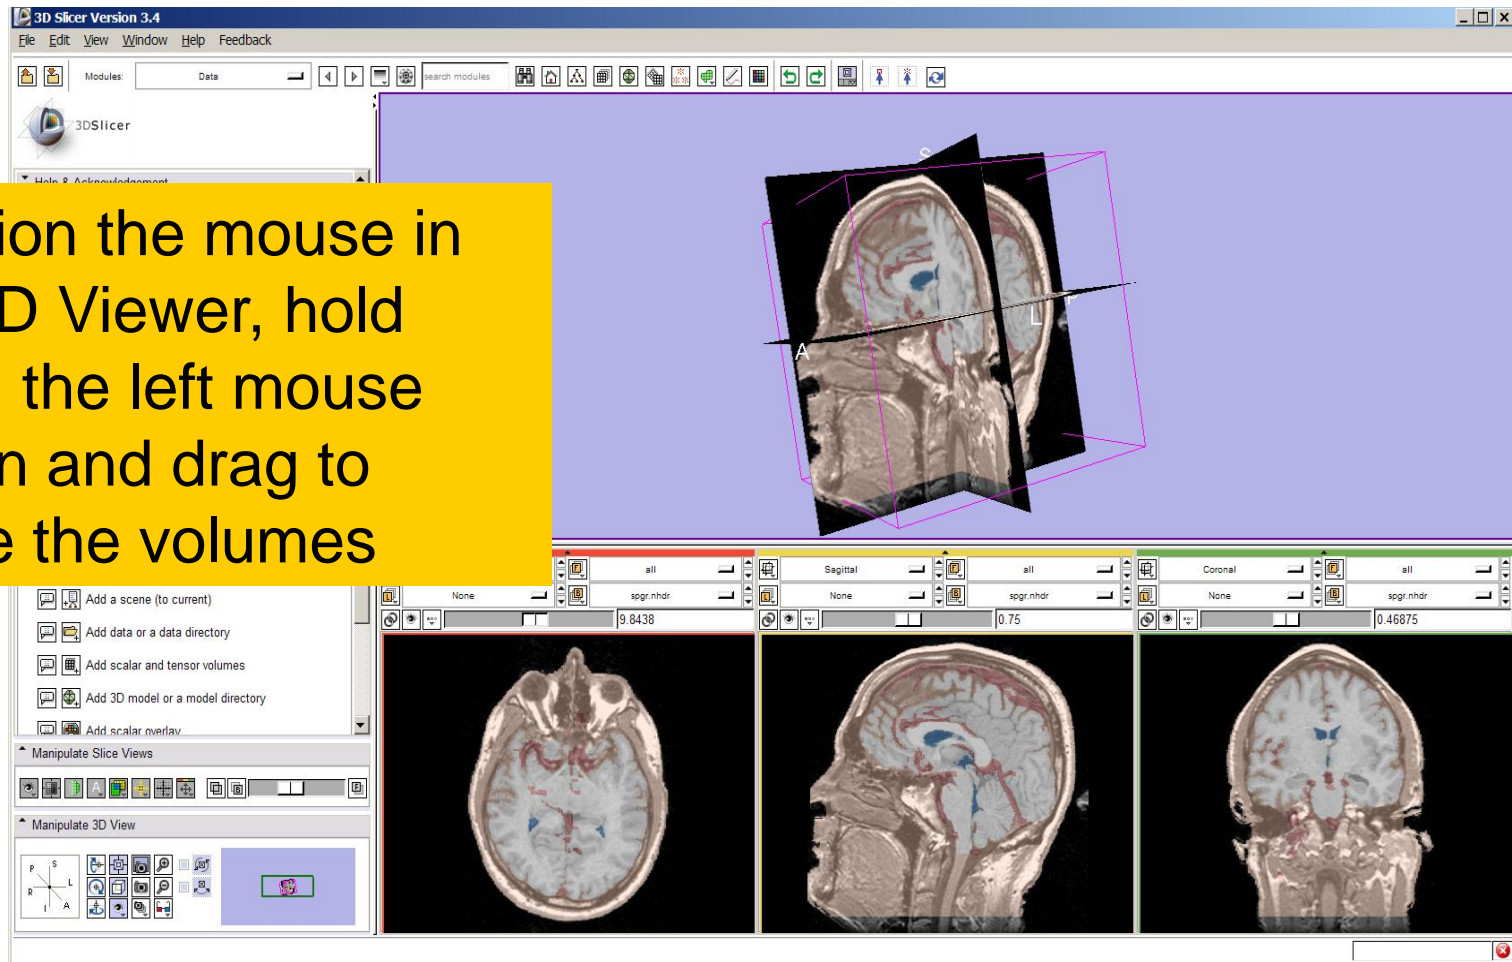 3D Slicer Version 3.4
File Edit View Window Help Feedback
Modules: Data search modules
3DSlicer
Help & Acknowledgement
ion the mouse in
D Viewer, hold
the left mouse
n and drag to
e the volumes
S
A
L
all Sagittal all Coronal all
None spgr.nhdr None spgr.nhdr None spgr.nhdr
9.8438 0.75 0.46875
Add a scene (to current)
Add data or a data directory
Add scalar and tensor volumes
Add 3D model or a model directory
Add scalar overlay
Manipulate Slice Views
Manipulate 3D View
P S
R L
I A